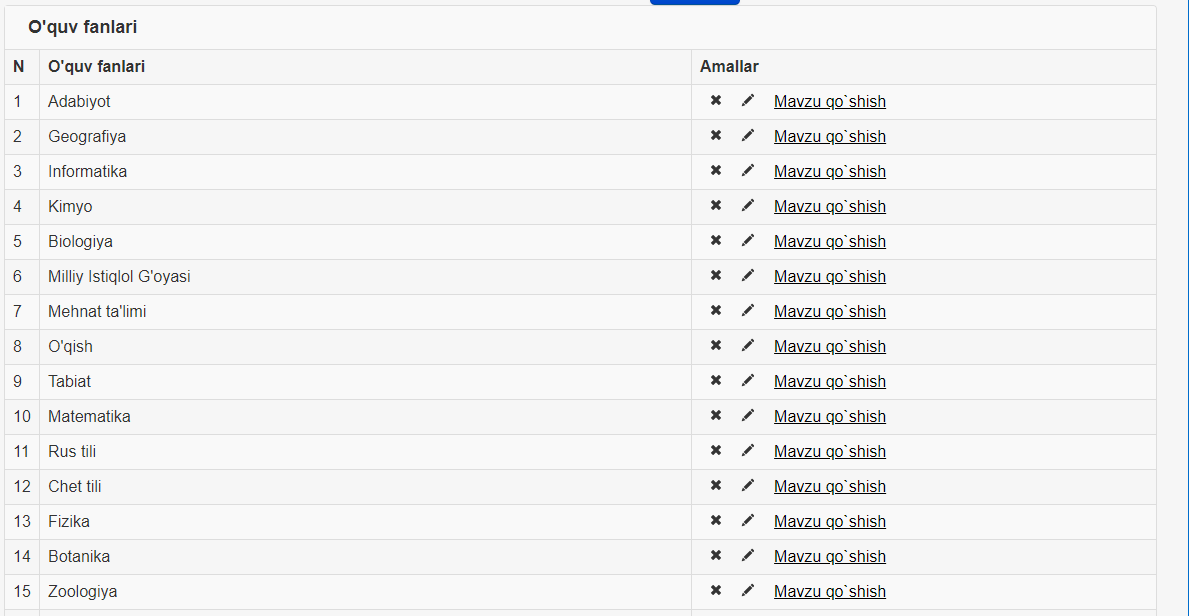 O'quv fanlari
N O'quv fanlari Amallar
1 Adabiyot Mavzu qo`shish
2 Geografiya Mavzu qo`shish
3 Informatika Mavzu qo`shish
4 Kimyo Mavzu qo`shish
5 Biologiya Mavzu qo`shish
6 Milliy Istiqlol G'oyasi Mavzu qo`shish
7 Mehnat ta'limi Mavzu qo`shish
8 O'qish Mavzu qo`shish
9 Tabiat Mavzu qo`shish
10 Matematika Mavzu qo`shish
11 Rus tili Mavzu qo`shish
12 Chet tili Mavzu qo`shish
13 Fizika Mavzu qo`shish
14 Botanika Mavzu qo`shish
15 Zoologiya Mavzu qo`shish